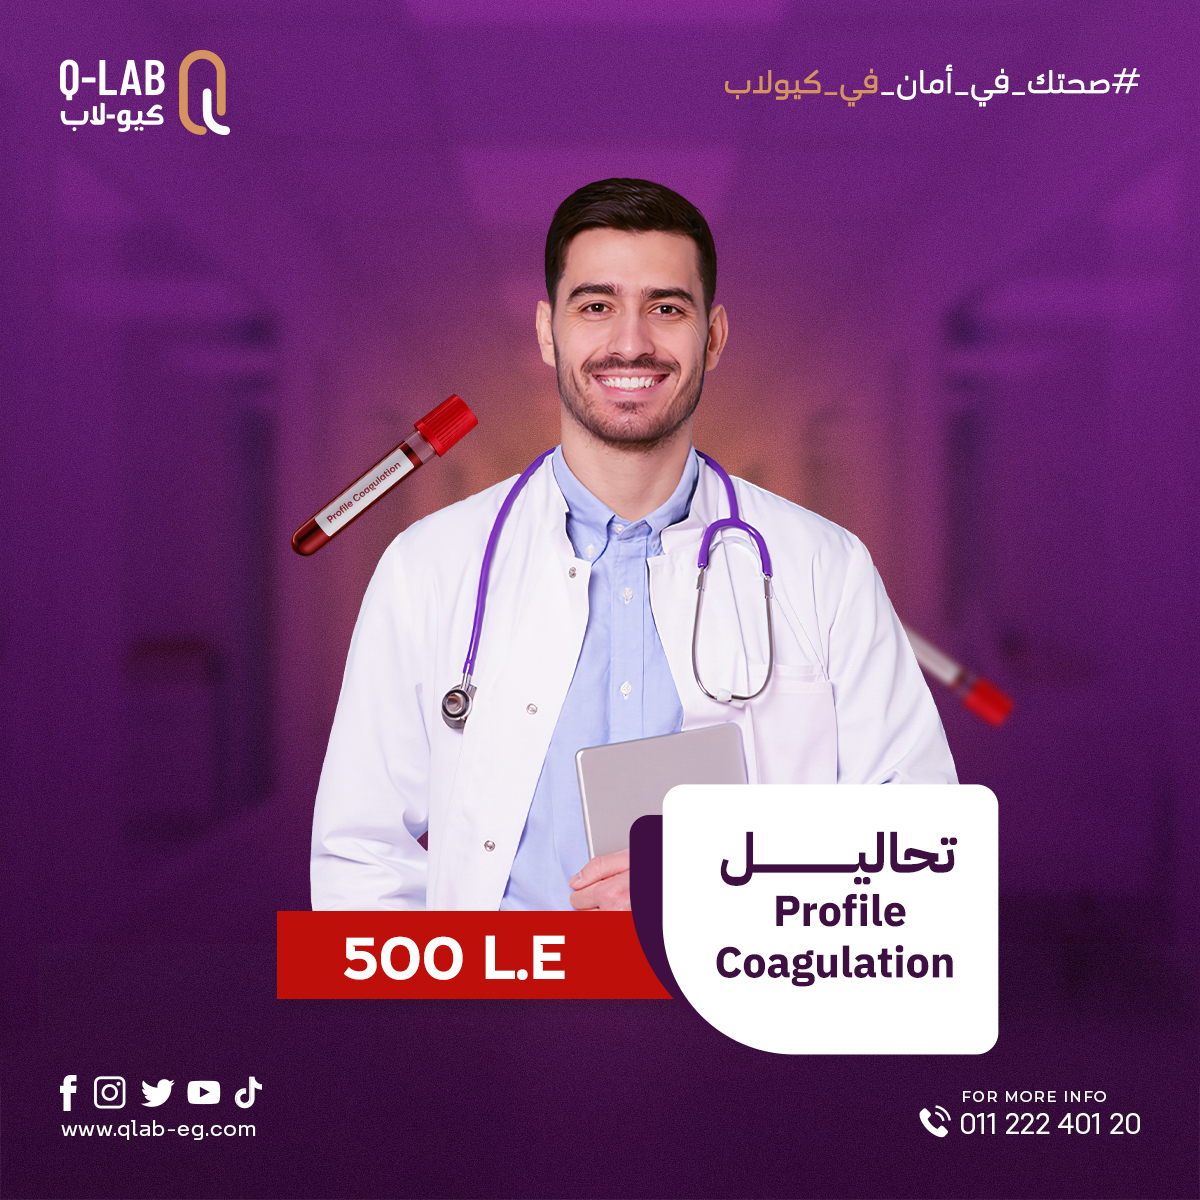 Q-LAB
كيو-لاب
#صحتك_في_أمان_في_كيولاب
Profile Coagulation
تحاليـــــــل
Profile
Coagulation
500 L.E
www.qlab-eg.com
FOR MORE INFO
011 222 401 20